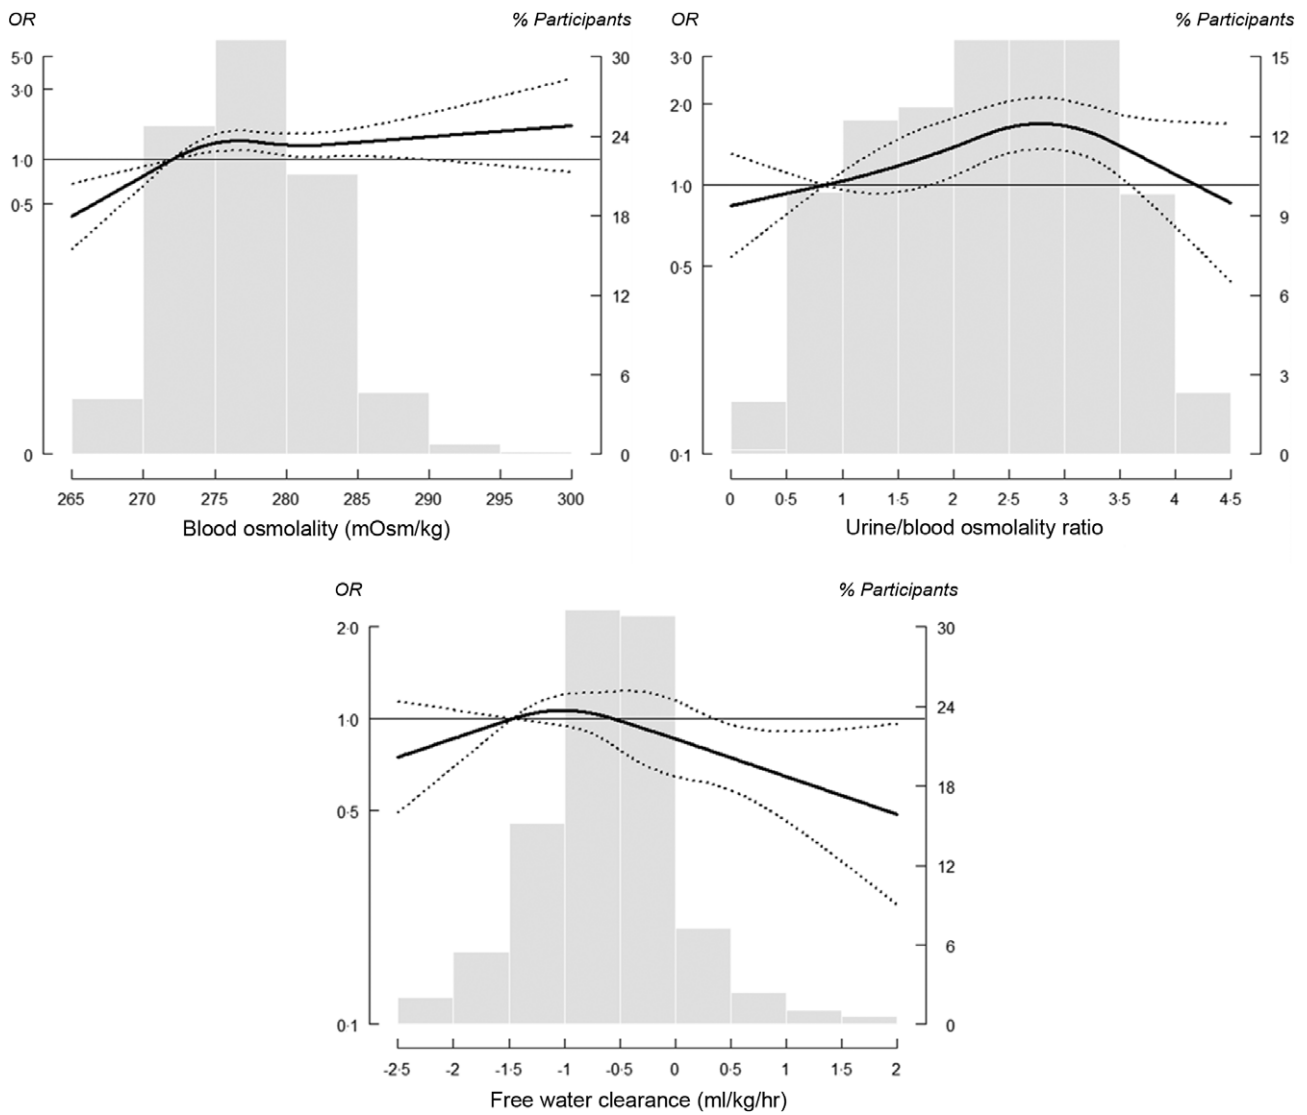 OR
% Participants
5·0
3·0
1·0
0·5
0
30
24
18
12
6
0
265 270 275 280 285 290 295 300
Blood osmolality (mOsm/kg)
OR
% Participants
3·0
2·0
1·0
0·5
0·1
15
12
9
6
3
0
0 0·5 1 1·5 2 2·5 3 3·5 4 4·5
Urine/blood osmolality ratio
OR
% Participants
2·0
1·0
0·5
0·1
30
24
18
12
6
0
-2·5 -2 -1·5 -1 -0·5 0 0·5 1 1·5 2
Free water clearance (ml/kg/hr)